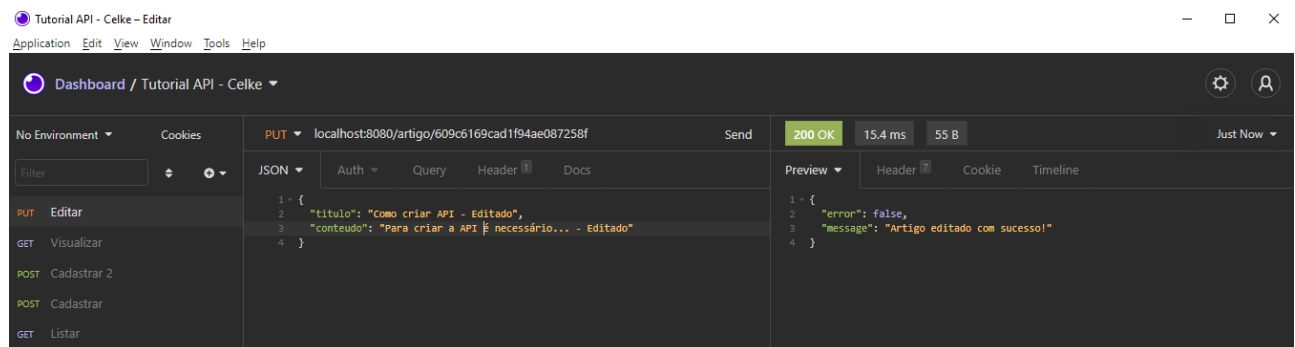 Tutorial API - Celke – Editar
Application Edit View Window Tools Help
Dashboard / Tutorial API - Celke
No Environment Cookies
PUT localhost:8080/artigo/609c6169cad1f94ae087258f Send
200 OK 15.4 ms 55 B Just Now
Filter
JSON Auth Query Header 1 Docs
Preview Header 7 Cookie Timeline
PUT Editar
GET Visualizar
POST Cadastrar 2
POST Cadastrar
GET Listar
1 {
2 "titulo": "Como criar API - Editado",
3 "conteudo": "Para criar a API é necessário... - Editado"
4 }
1 {
2 "error": false,
3 "message": "Artigo editado com sucesso!"
4 }